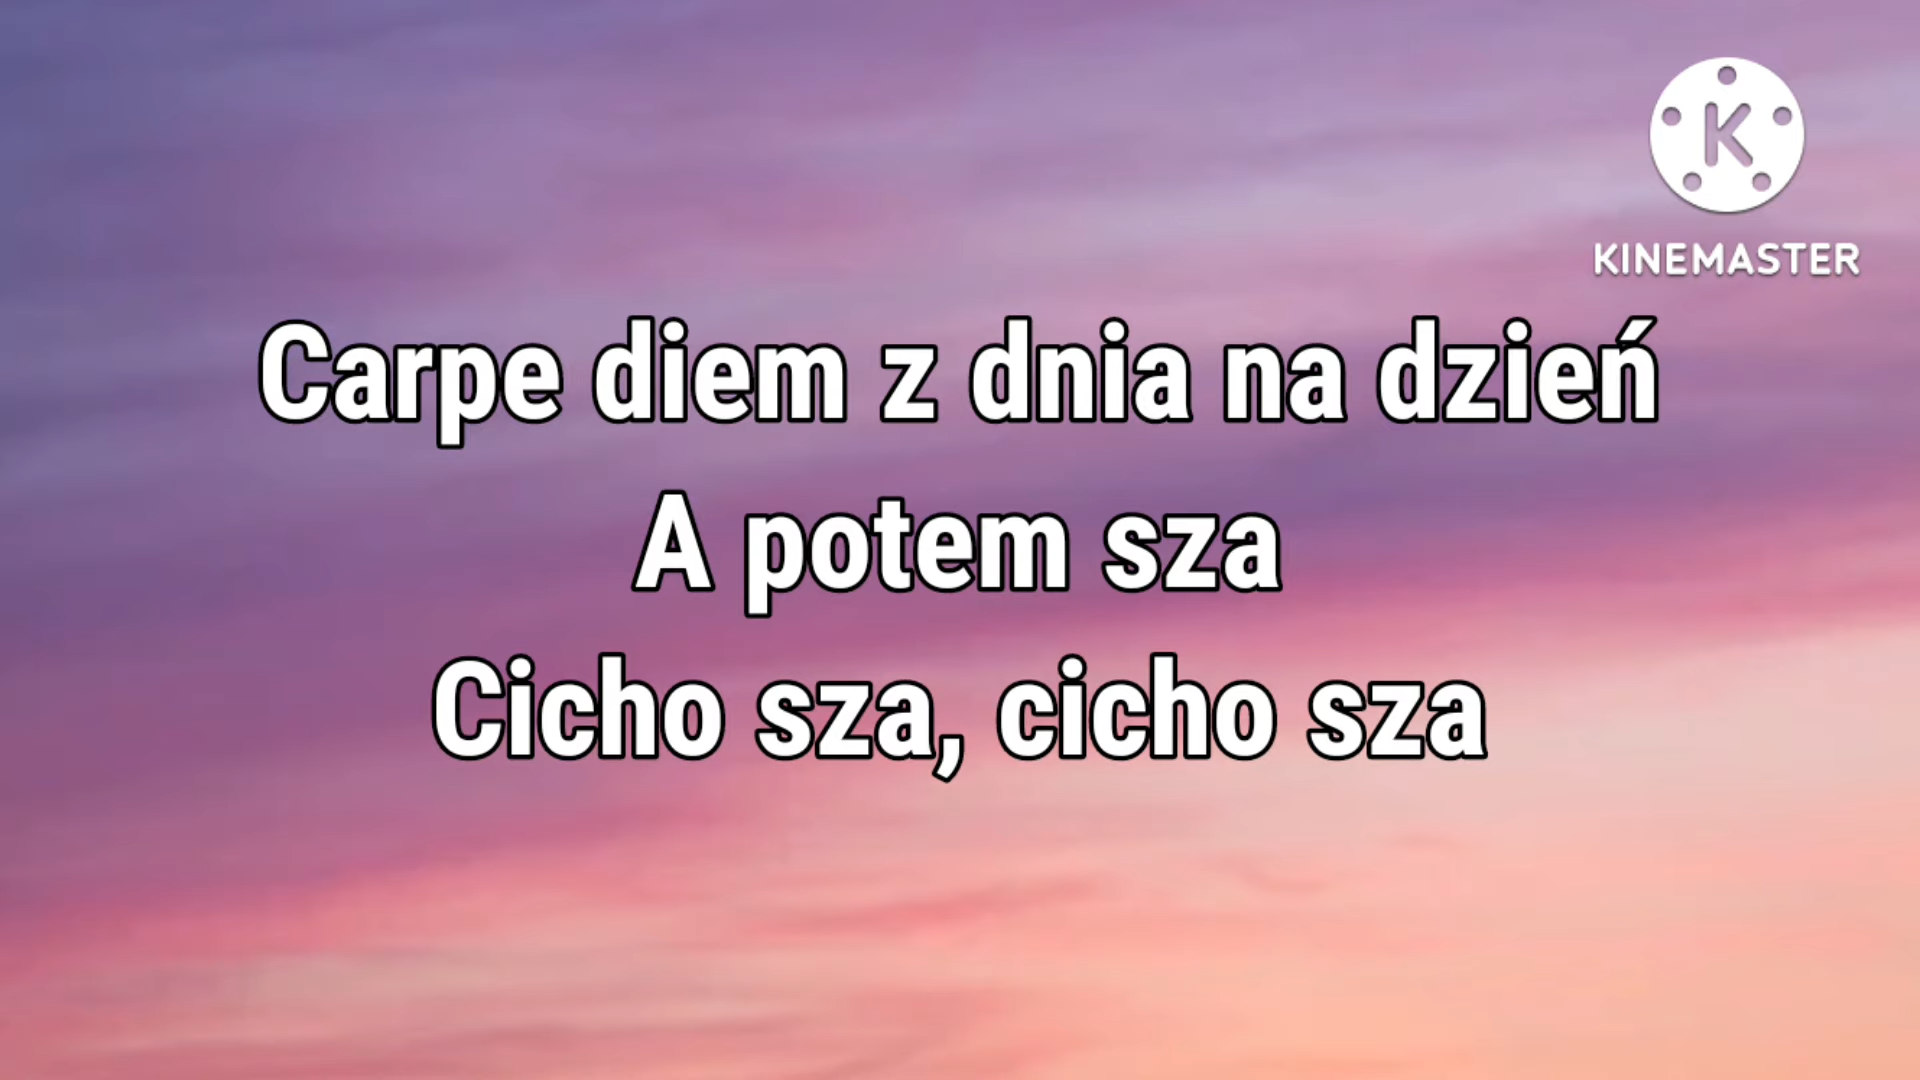 KINEMASTER
Carpe diem z dnia na dzień
A potem sza
Cicho sza, cicho sza